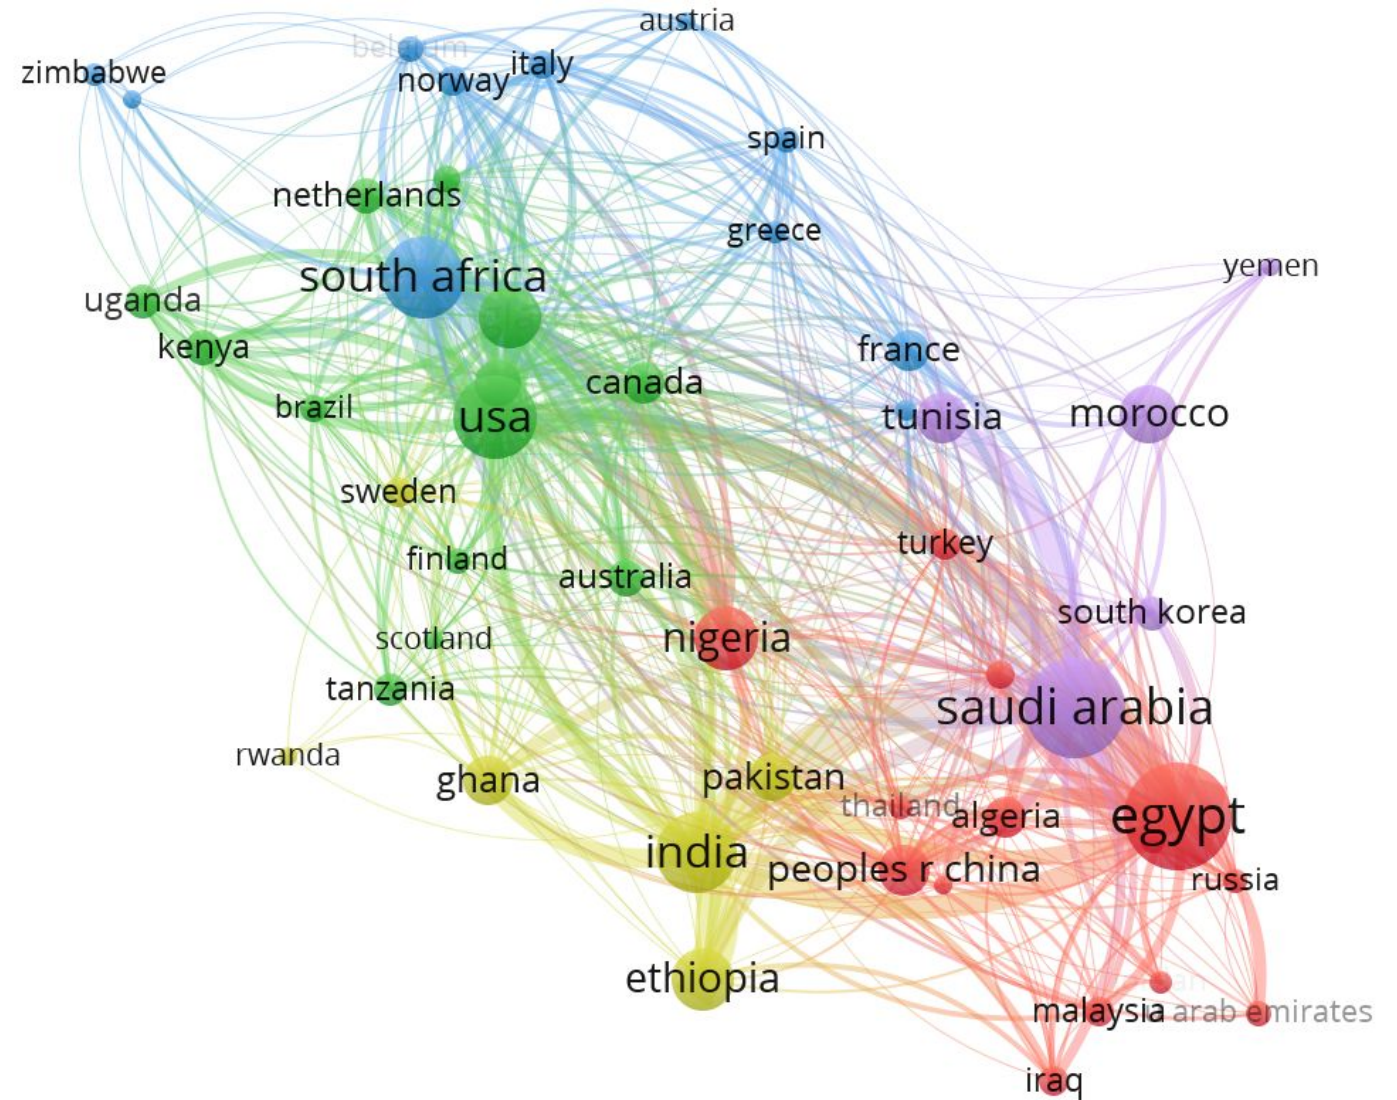 austria
belgium
zimbabwe
norway
italy
spain
netherlands
greece
south africa
yemen
uganda
kenya
france
canada
brazil
usa
tunisia
morocco
sweden
turkey
finland
australia
south korea
scotland
nigeria
tanzania
saudi arabia
rwanda
ghana
pakistan
thailand
algeria
egypt
india
peoples r china
russia
ethiopia
malaysia
u arab emirates
iraq